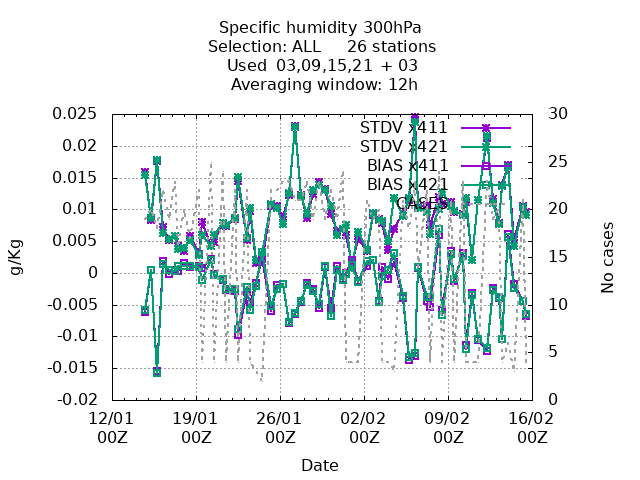 Specific humidity 300hPa
Selection: ALL 26 stations
Used 03,09,15,21 + 03
Averaging window: 12h
0.025
0.02
0.015
0.01
0.005
0
-0.005
-0.01
-0.015
-0.02
g/Kg
STDV x411
STDV x421
BIAS x411
BIAS x421
CASES
30
25
20
15
10
5
0
No cases
12/01 19/01 26/01 02/02 09/02 16/02
00Z 00Z 00Z 00Z 00Z 00Z
Date